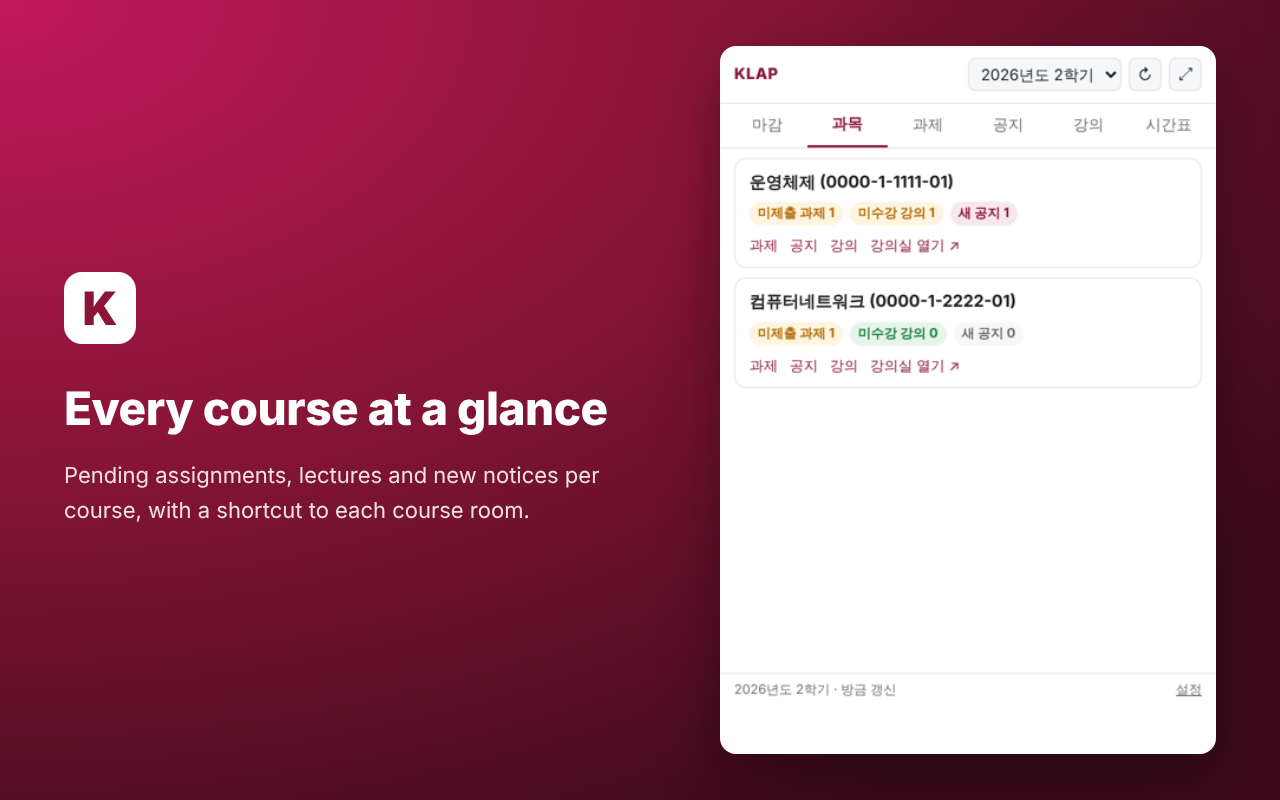 K
Every course at a glance
Pending assignments, lectures and new notices per
course, with a shortcut to each course room.
KLAP
2026년도 2학기
마감 과목 과제 공지 강의 시간표
운영체제 (0000-1-1111-01)
미제출 과제 1 미수강 강의 1 새 공지 1
과제 공지 강의 강의실 열기 ↗
컴퓨터네트워크 (0000-1-2222-01)
미제출 과제 1 미수강 강의 0 새 공지 0
과제 공지 강의 강의실 열기 ↗
2026년도 2학기 · 방금 갱신 설정